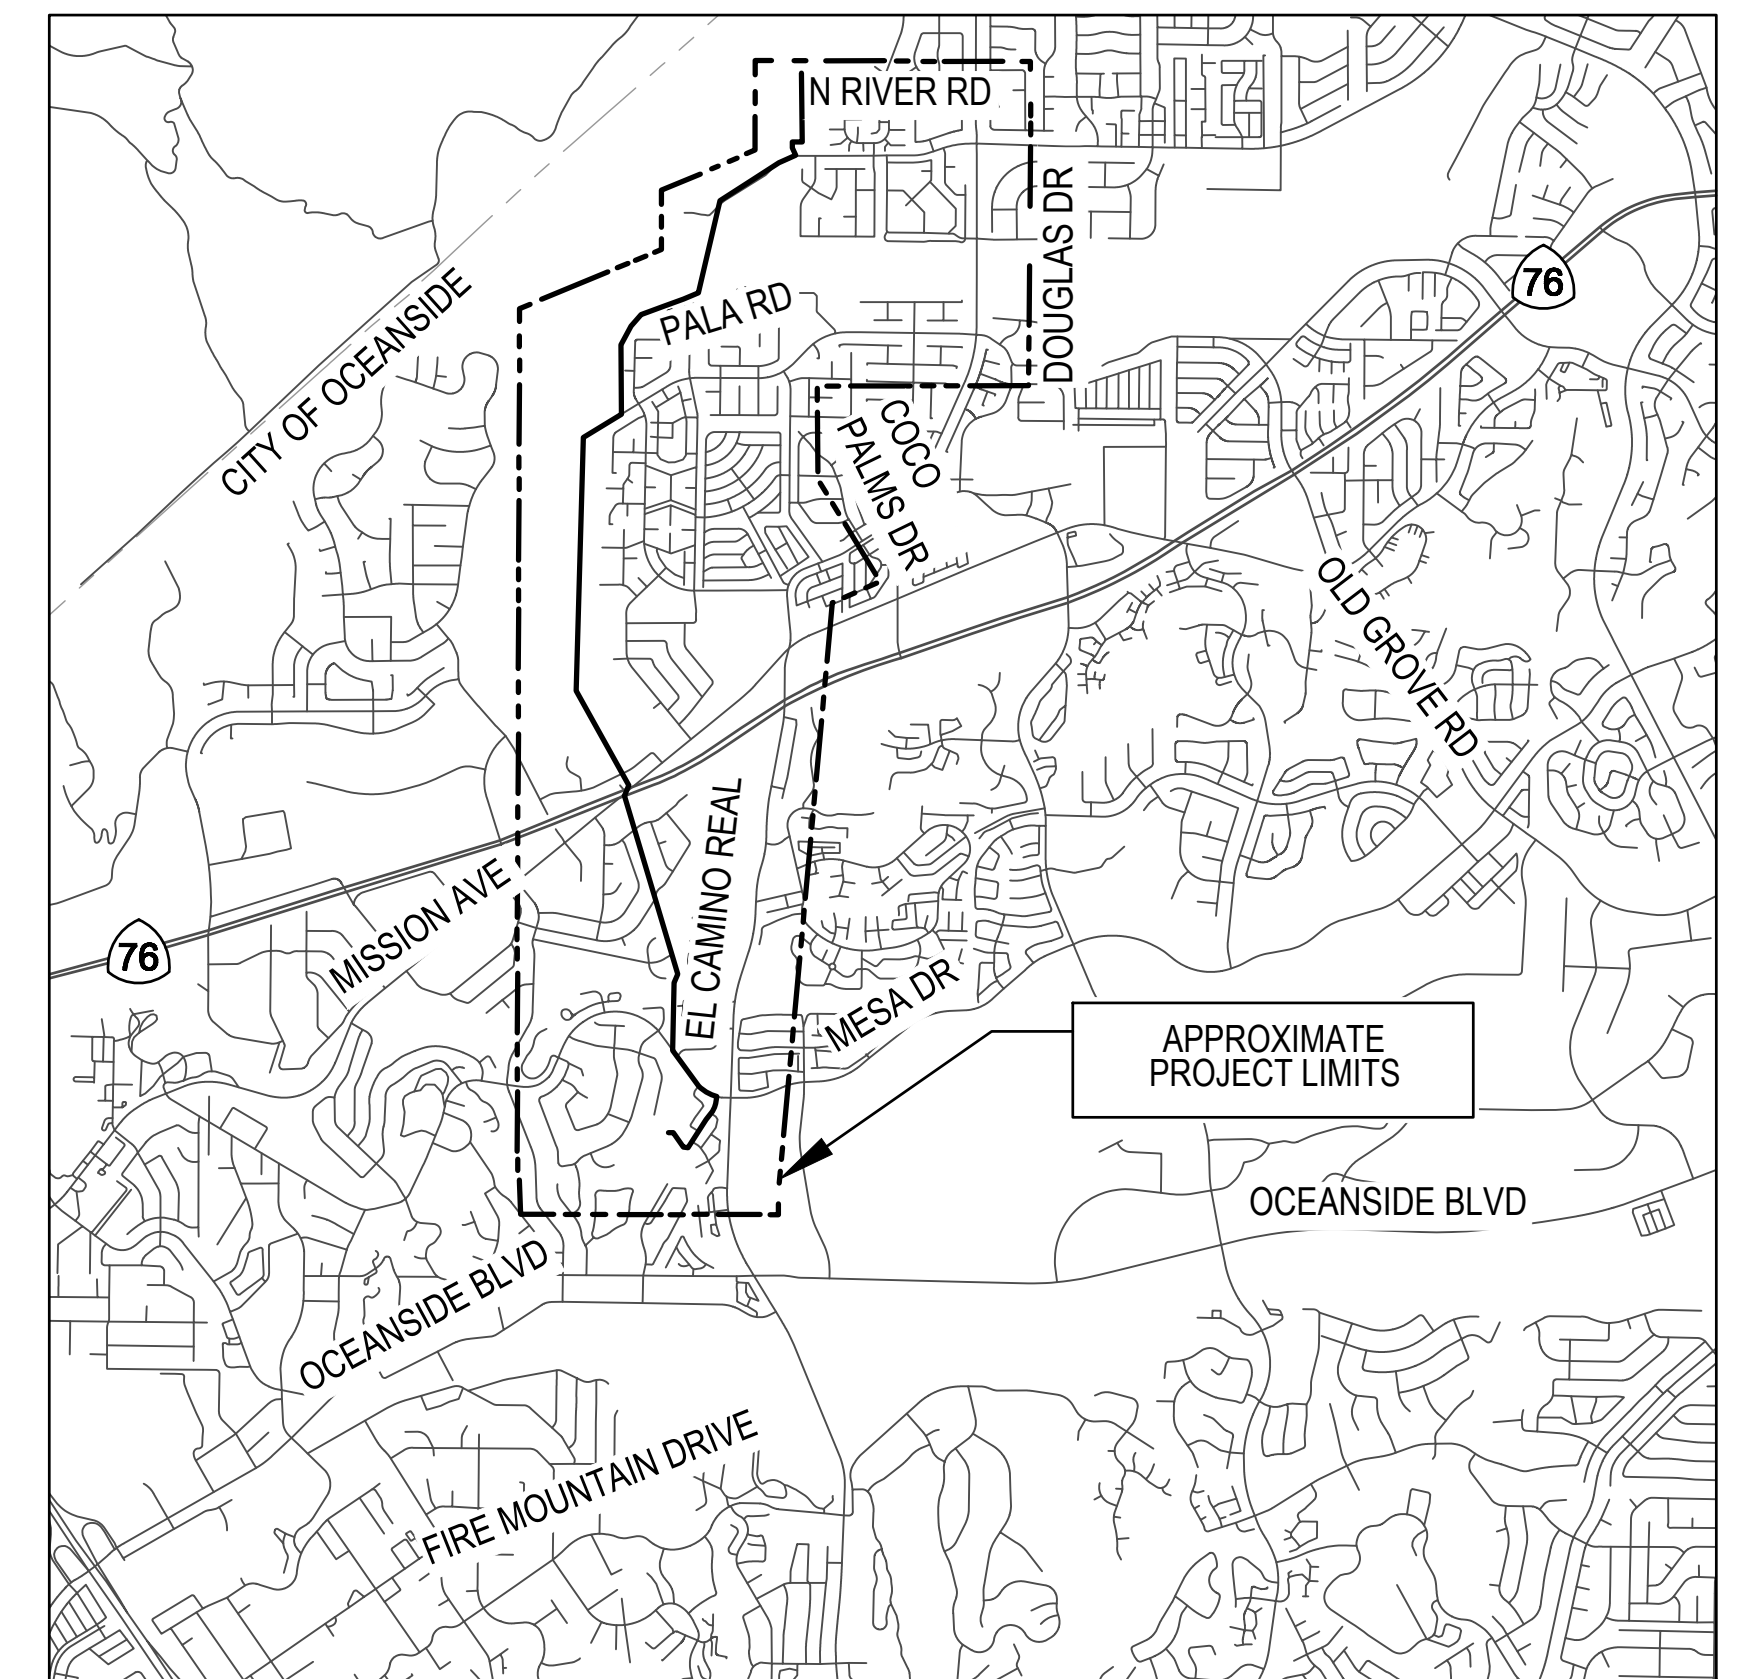 N RIVER RD
DOUGLAS DR
76
PALA RD
CITY OF OCEANSIDE
COCO
PALMS DR
OLD GROVE RD
EL CAMINO REAL
MISSION AVE
76
MESA DR
APPROXIMATE
PROJECT LIMITS
OCEANSIDE BLVD
OCEANSIDE BLVD
FIRE MOUNTAIN DRIVE